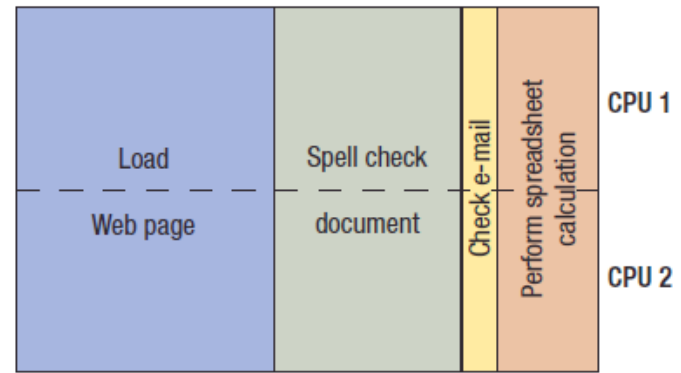 Load
Web page
Spell check
document
Check e-mail
Perform spreadsheet
calculation
CPU 1
CPU 2